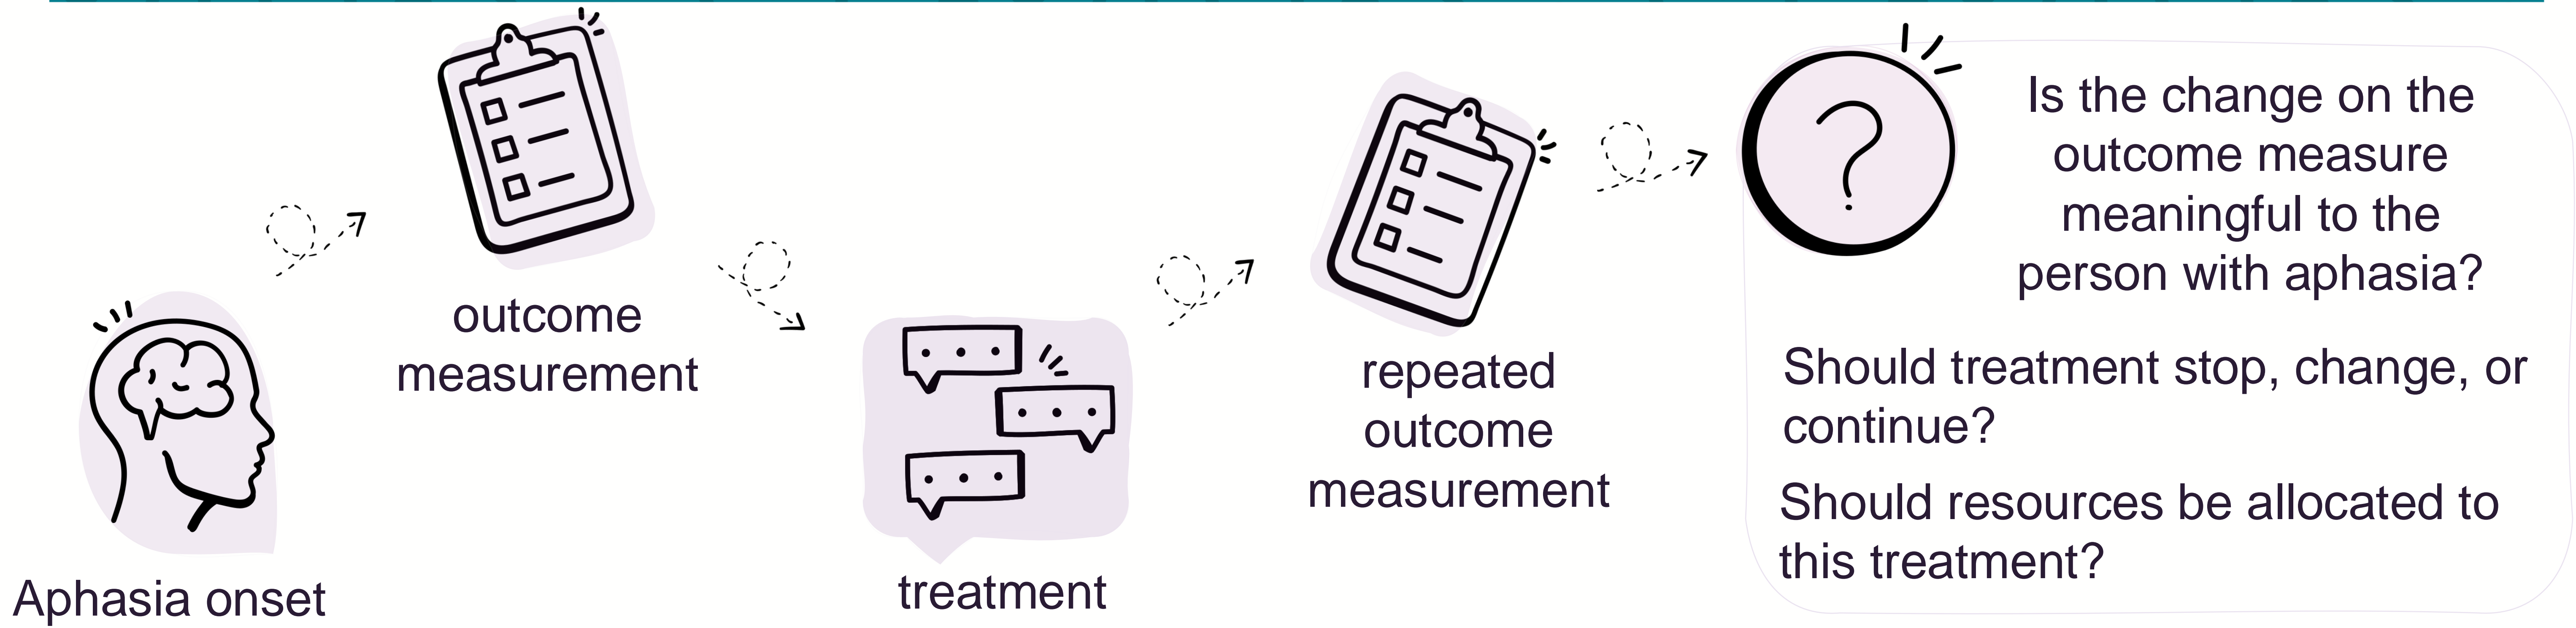 Aphasia onset
outcome
measurement
treatment
repeated
outcome
measurement
Is the change on the
outcome measure
meaningful to the
person with aphasia?
Should treatment stop, change, or
continue?
Should resources be allocated to
this treatment?